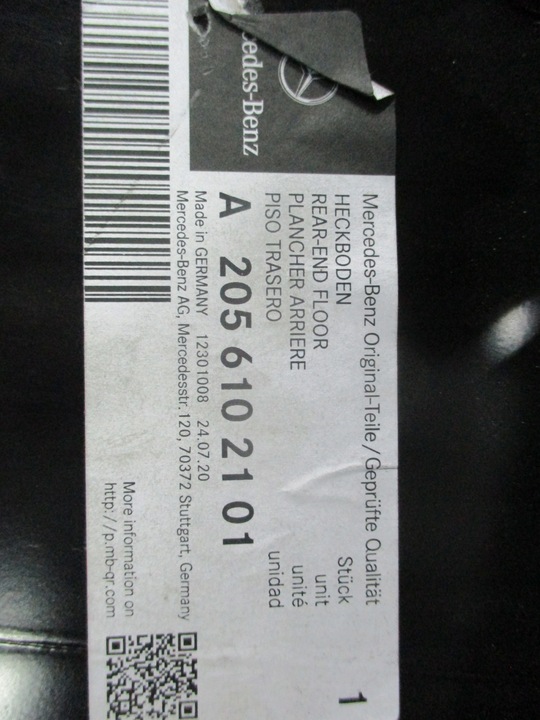 cedes-Benz
Mercedes-Benz Original-Teile/Geprüfte Qualität
HECKBODEN Stück 1
REAR-END FLOOR unit
PLANCHER ARRIERE unité
PISO TRASERO unidad
A 205 610 21 01
Made in GERMANY 12301008 24.07.20
Mercedes-Benz AG, Mercedesstr.120, 70372 Stuttgart, Germany
More information on
http://p.mb-qr.com